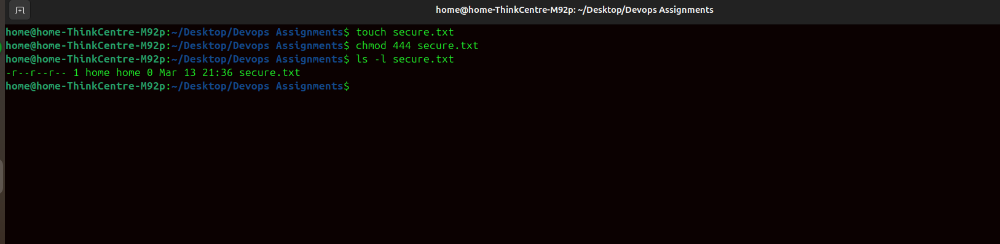 home@home-ThinkCentre-M92p: ~/Desktop/Devops Assignments
home@home-ThinkCentre-M92p:~/Desktop/Devops Assignments$ touch secure.txt
home@home-ThinkCentre-M92p:~/Desktop/Devops Assignments$ chmod 444 secure.txt
home@home-ThinkCentre-M92p:~/Desktop/Devops Assignments$ ls -l secure.txt
-r--r--r-- 1 home home 0 Mar 13 21:36 secure.txt
home@home-ThinkCentre-M92p:~/Desktop/Devops Assignments$